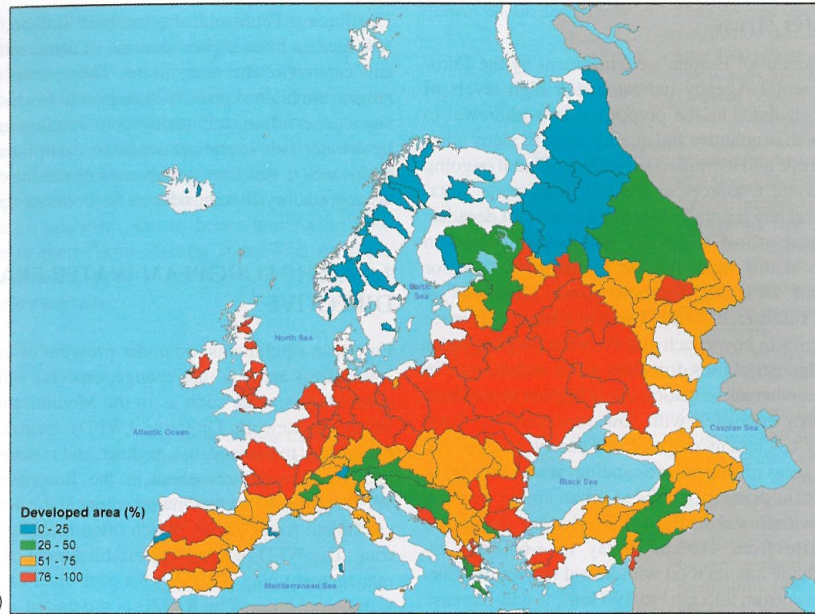 Baltic
Sea
North Sea
Atlantic Ocean
Caspian Sea
Black Sea
Developed area (%)
0 - 25
26 - 50
51 - 75
76 - 100
Mediterranean Sea
)